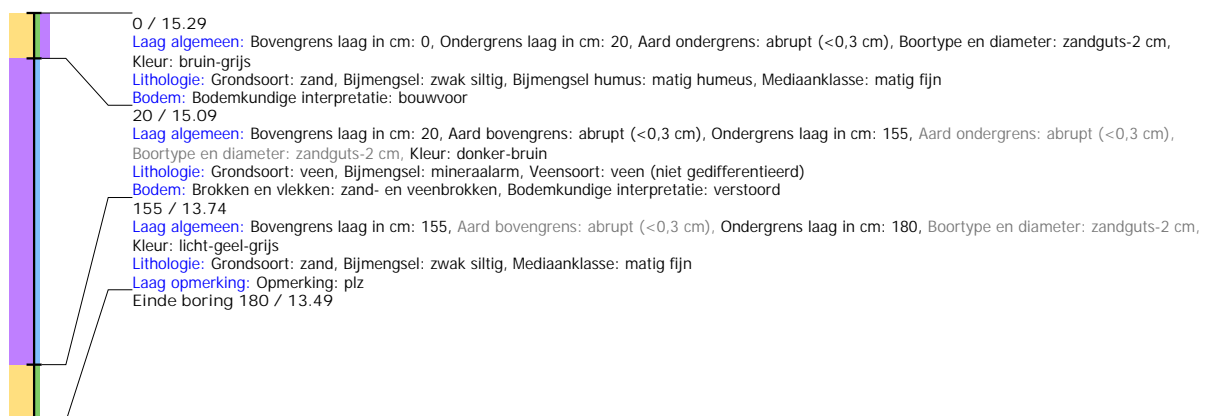 0 / 15.29
Laag algemeen: Bovengrens laag in cm: 0, Ondergrens laag in cm: 20, Aard ondergrens: abrupt (<0,3 cm), Boortype en diameter: zandguts-2 cm,
Kleur: bruin-grijs
Lithologie: Grondsoort: zand, Bijmengsel: zwak siltig, Bijmengsel humus: matig humeus, Mediaanklasse: matig fijn
Bodem: Bodemkundige interpretatie: bouwvoor
20 / 15.09
Laag algemeen: Bovengrens laag in cm: 20, Aard bovengrens: abrupt (<0,3 cm), Ondergrens laag in cm: 155, Aard ondergrens: abrupt (<0,3 cm),
Boortype en diameter: zandguts-2 cm, Kleur: donker-bruin
Lithologie: Grondsoort: veen, Bijmengsel: mineraalarm, Veensoort: veen (niet gedifferentieerd)
Bodem: Brokken en vlekken: zand- en veenbrokken, Bodemkundige interpretatie: verstoord
155 / 13.74
Laag algemeen: Bovengrens laag in cm: 155, Aard bovengrens: abrupt (<0,3 cm), Ondergrens laag in cm: 180, Boortype en diameter: zandguts-2 cm,
Kleur: licht-geel-grijs
Lithologie: Grondsoort: zand, Bijmengsel: zwak siltig, Mediaanklasse: matig fijn
Laag opmerking: Opmerking: plz
Einde boring 180 / 13.49